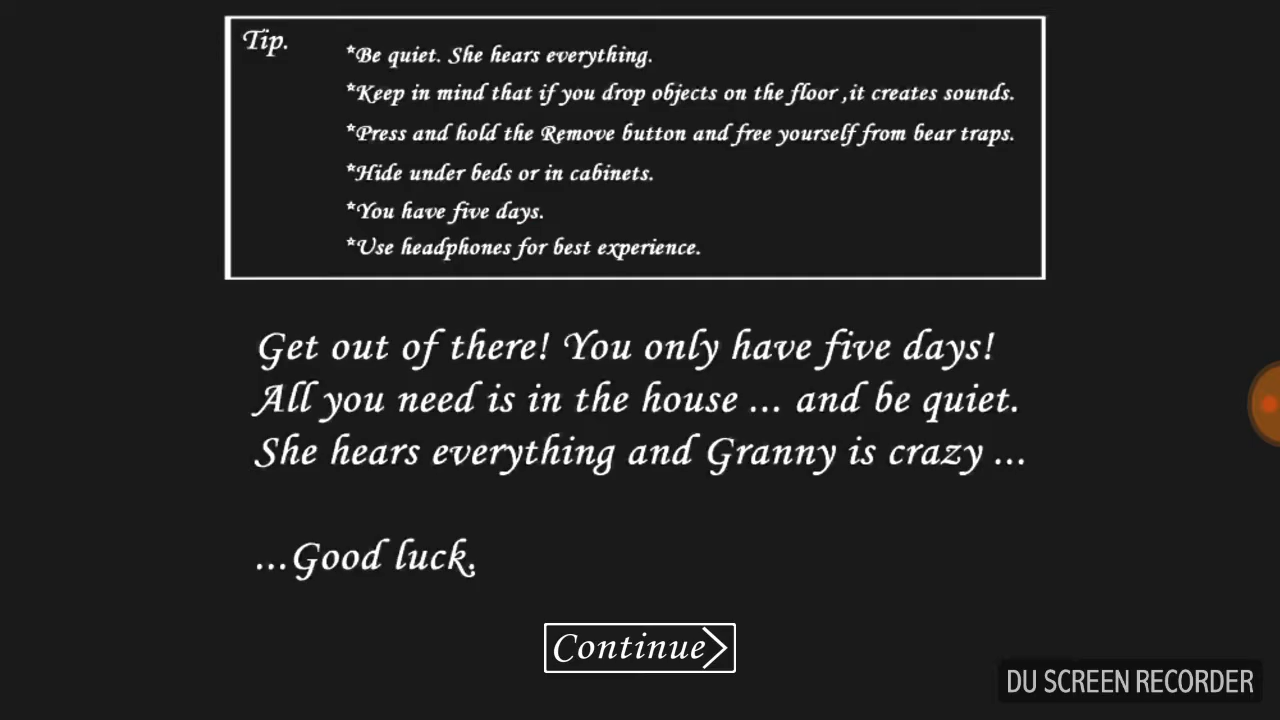 Tip.
*Be quiet. She hears everything.
*Keep in mind that if you drop objects on the floor ,it creates sounds.
*Press and hold the Remove button and free yourself from bear traps.
*Hide under beds or in cabinets.
*You have five days.
*Use headphones for best experience.
Get out of there! You only have five days!
All you need is in the house ... and be quiet.
She hears everything and Granny is crazy ...
...Good luck.
Continue>
DU SCREEN RECORDER